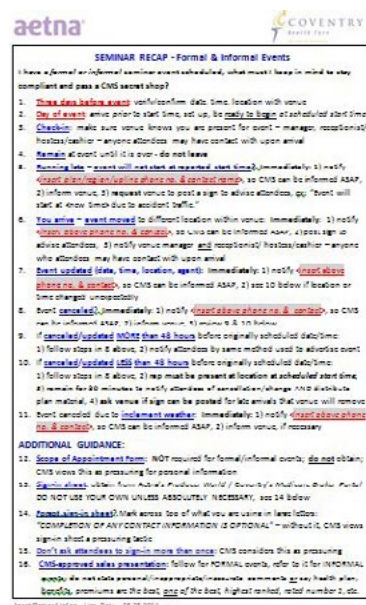 aetna
COVENTRY
Health Care
SEMINAR RECAP - Formal & Informal Events
I have a formal or informal seminar event scheduled, what must I keep in mind to stay
compliant and pass a CMS secret shop?
1. Three days before event: verify/confirm date, time, location with venue
2. Day of event: arrive prior to start time, set up, be ready to begin at scheduled start time
3. Check-in: make sure venue knows you are present for event – manager, receptionist/
hostess/cashier – anyone attendees may have contact with upon arrival
4. Remain at event until it is over - do not leave
5. Running late – event will not start at reported start time?, Immediately: 1) notify
<insert plan/region/upline phone no. & contact name>, so CMS can be informed ASAP,
2) inform venue, 3) request venue to post a sign to advise attendees, "Event will
start at <know time> due to accident traffic."
6. You arrive – event moved to different location within venue: Immediately: 1) notify
<insert above phone no. & contact>, so CMS can be informed ASAP, 2) post sign to
advise attendees, 3) notify venue manager and receptionist/ hostess/cashier – anyone
who attendees may have contact with upon arrival
7. Event updated (date, time, location, agent): Immediately: 1) notify <insert above
phone no. & contact>, so CMS can be informed ASAP, 2) see 10 below if location or
time changed unexpectedly
8. Event canceled?, Immediately: 1) notify <insert above phone no. & contact>, so CMS
can be informed ASAP, 2) inform venue, 3) review 9 & 10 below
9. If canceled/updated MORE than 48 hours before originally scheduled date/time:
1) follow steps in 8 above, 2) notify attendees by same method used to advertise event
10. If canceled/updated LESS than 48 hours before originally scheduled date/time:
1) follow steps in 8 above, 2) rep must be present at location at scheduled start time,
3) remain for 30 minutes to notify attendees of cancellation/change AND distribute
plan material, 4) ask venue if sign can be posted for late arrivals that venue will remove
11. Event canceled due to inclement weather: Immediately: 1) notify <insert above phone
no. & contact>, so CMS can be informed ASAP, 2) inform venue, if necessary
ADDITIONAL GUIDANCE:
12. Scope of Appointment Form: NOT required for formal/informal events; do not obtain;
CMS views this as pressuring for personal information
13. Sign-in sheet: obtain from Aetna's Producer World / Coventry's Medicare
DO NOT USE YOUR OWN UNLESS ABSOLUTELY NECESSARY, see 14 below
14. Forgot sign-in sheet? Mark across top of what you are using in large letters:
"COMPLETION OF ANY CONTACT INFORMATION IS OPTIONAL" – without it, CMS views
sign-in sheet a pressuring tactic
15. Don't ask attendees to sign-in more than once: CMS considers this as pressuring
16. CMS-approved sales presentation: follow for FORMAL events, refer to it for INFORMAL
do not state personal/inappropriate/inaccurate comments or say health plan,
benefits, premiums are the best, one of the best, highest ranked, rated number 1, etc.